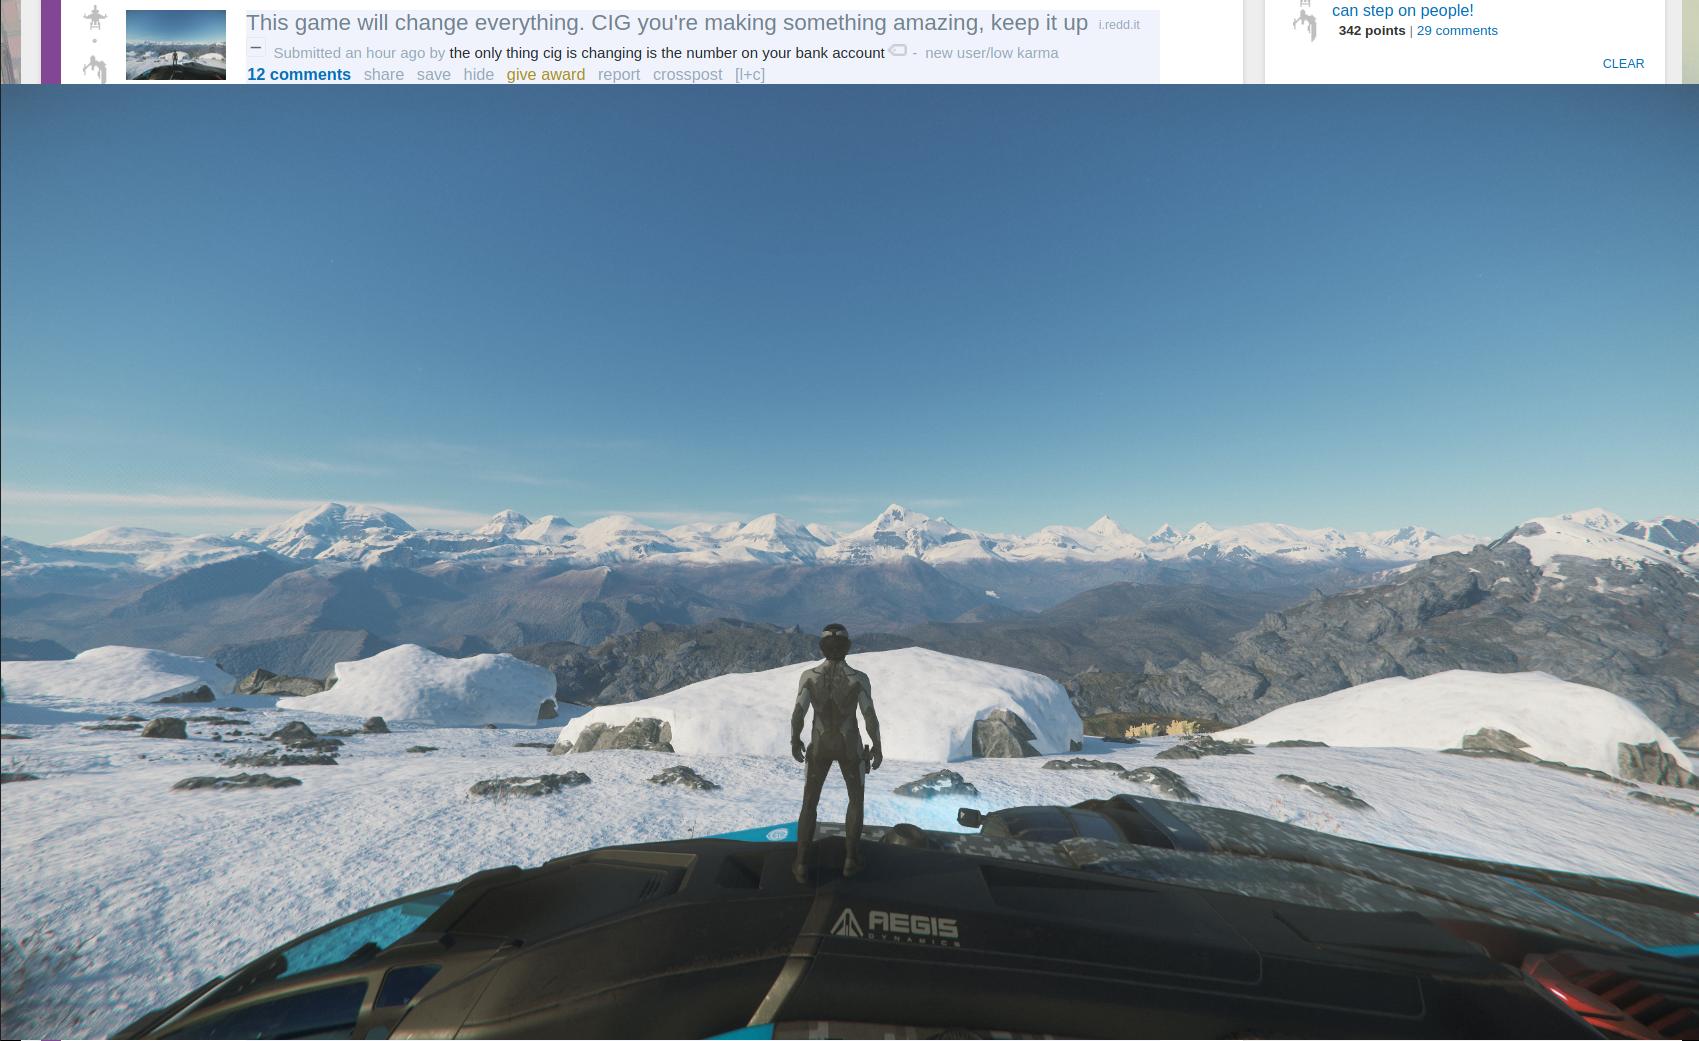 This game will change everything. CIG you're making something amazing, keep it up i.redd.it
Submitted an hour ago by the only thing cig is changing is the number on your bank account - new user/low karma
12 comments share save hide give award report crosspost [l+c]
can step on people!
342 points | 29 comments
CLEAR
AEGIS
DYNAMICS